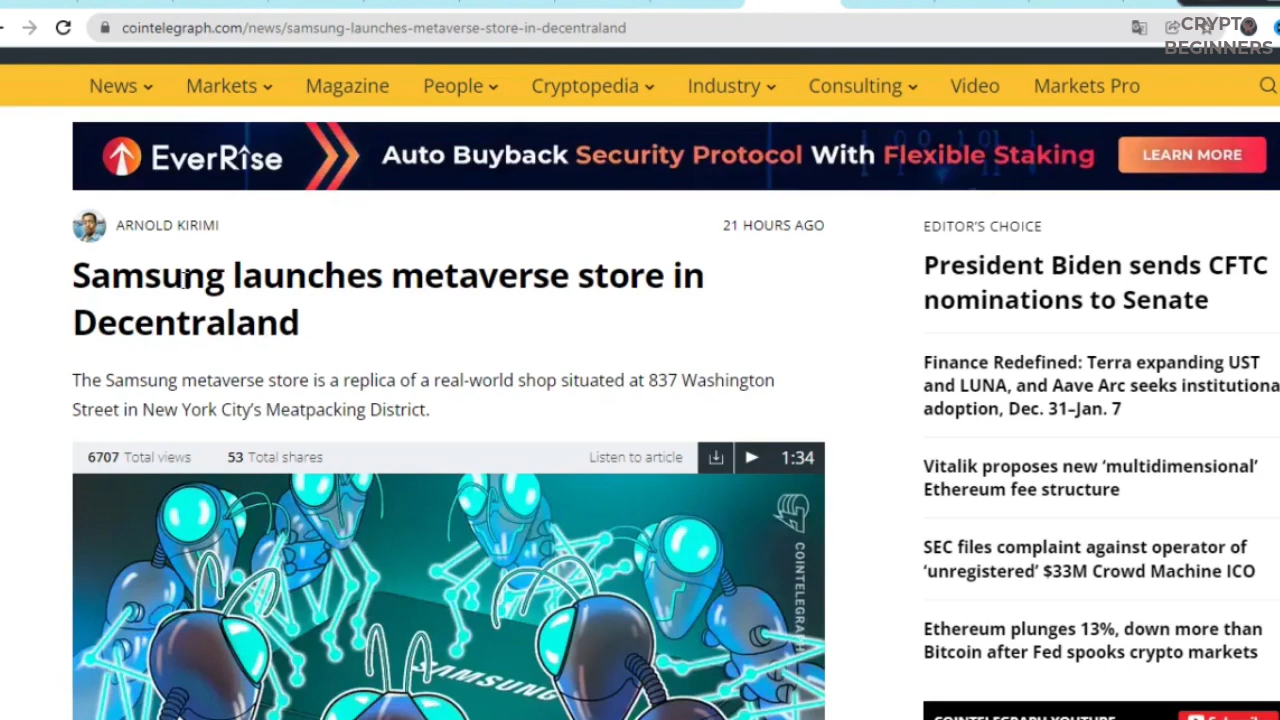 cointelegraph.com/news/samsung-launches-metaverse-store-in-decentraland
CRYPTO
BEGINNERS
News Markets Magazine People Cryptopedia Industry Consulting Video Markets Pro
EverRise Auto Buyback Security Protocol With Flexible Staking LEARN MORE
ARNOLD KIRIMI 21 HOURS AGO
Samsung launches metaverse store in
Decentraland
The Samsung metaverse store is a replica of a real-world shop situated at 837 Washington
Street in New York City's Meatpacking District.
6707 Total views 53 Total shares Listen to article 1:34
COINTELEGRAPH
SAMSUNG
EDITOR'S CHOICE
President Biden sends CFTC
nominations to Senate
Finance Redefined: Terra expanding UST
and LUNA, and Aave Arc seeks institutiona
adoption, Dec. 31–Jan. 7
Vitalik proposes new 'multidimensional'
Ethereum fee structure
SEC files complaint against operator of
'unregistered' $33M Crowd Machine ICO
Ethereum plunges 13%, down more than
Bitcoin after Fed spooks crypto markets
COINTELEGRAPH YOUTUBE